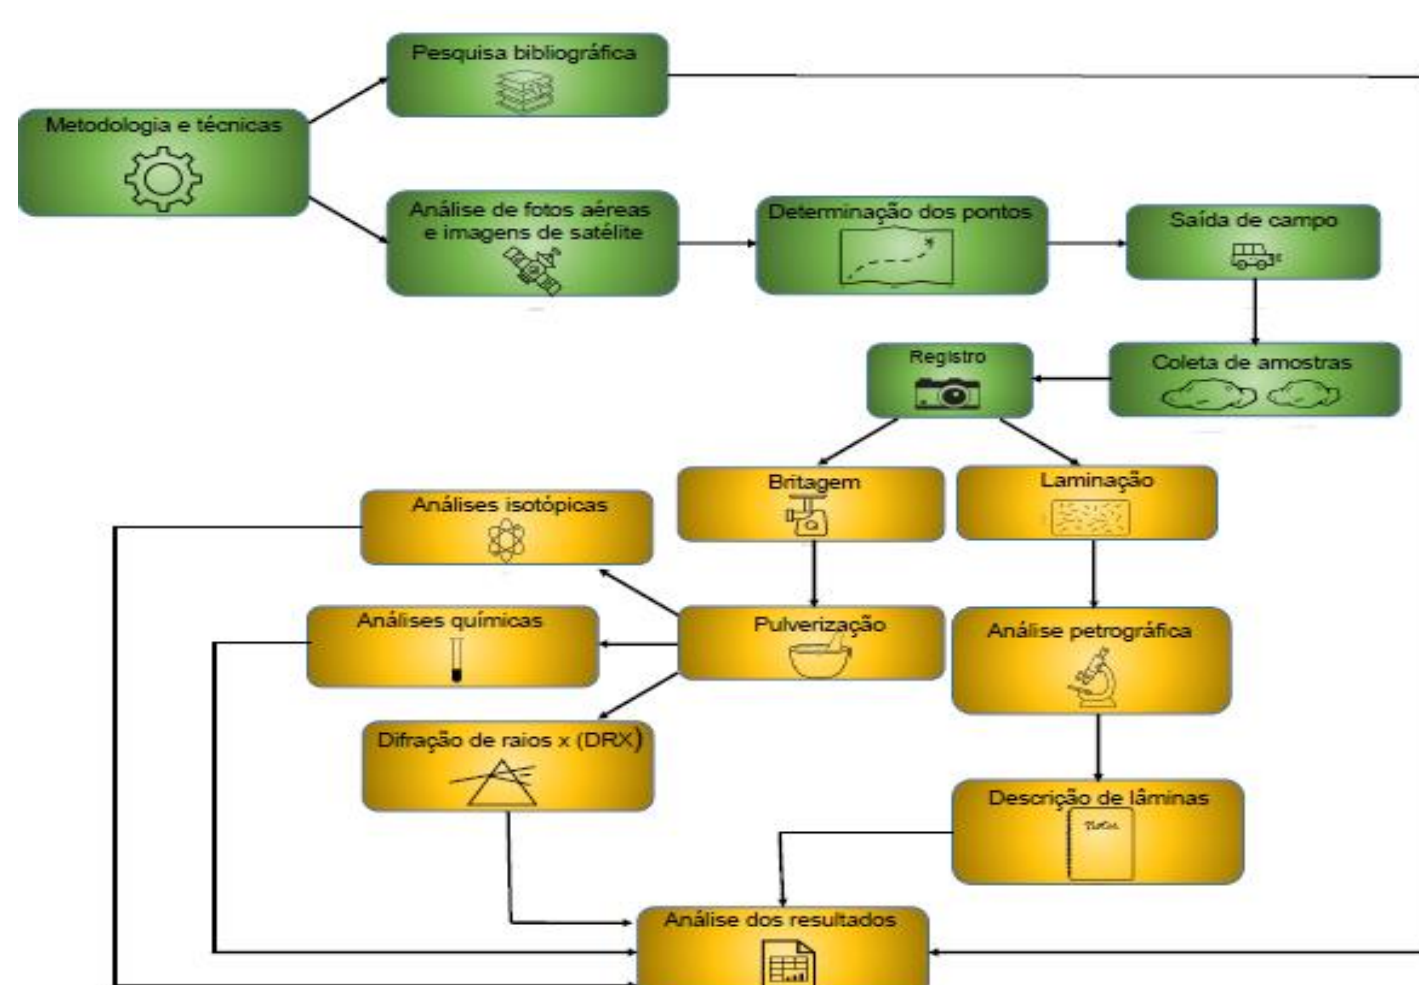 Pesquisa bibliográfica
Metodologia e técnicas
Análise de fotos aéreas
e imagens de satélite
Determinação dos pontos
Saída de campo
Registro
Coleta de amostras
Britagem
Laminação
Análises isotópicas
Análises químicas
Pulverização
Análise petrográfica
Difração de raios x (DRX)
Descrição de lâminas
Análise dos resultados